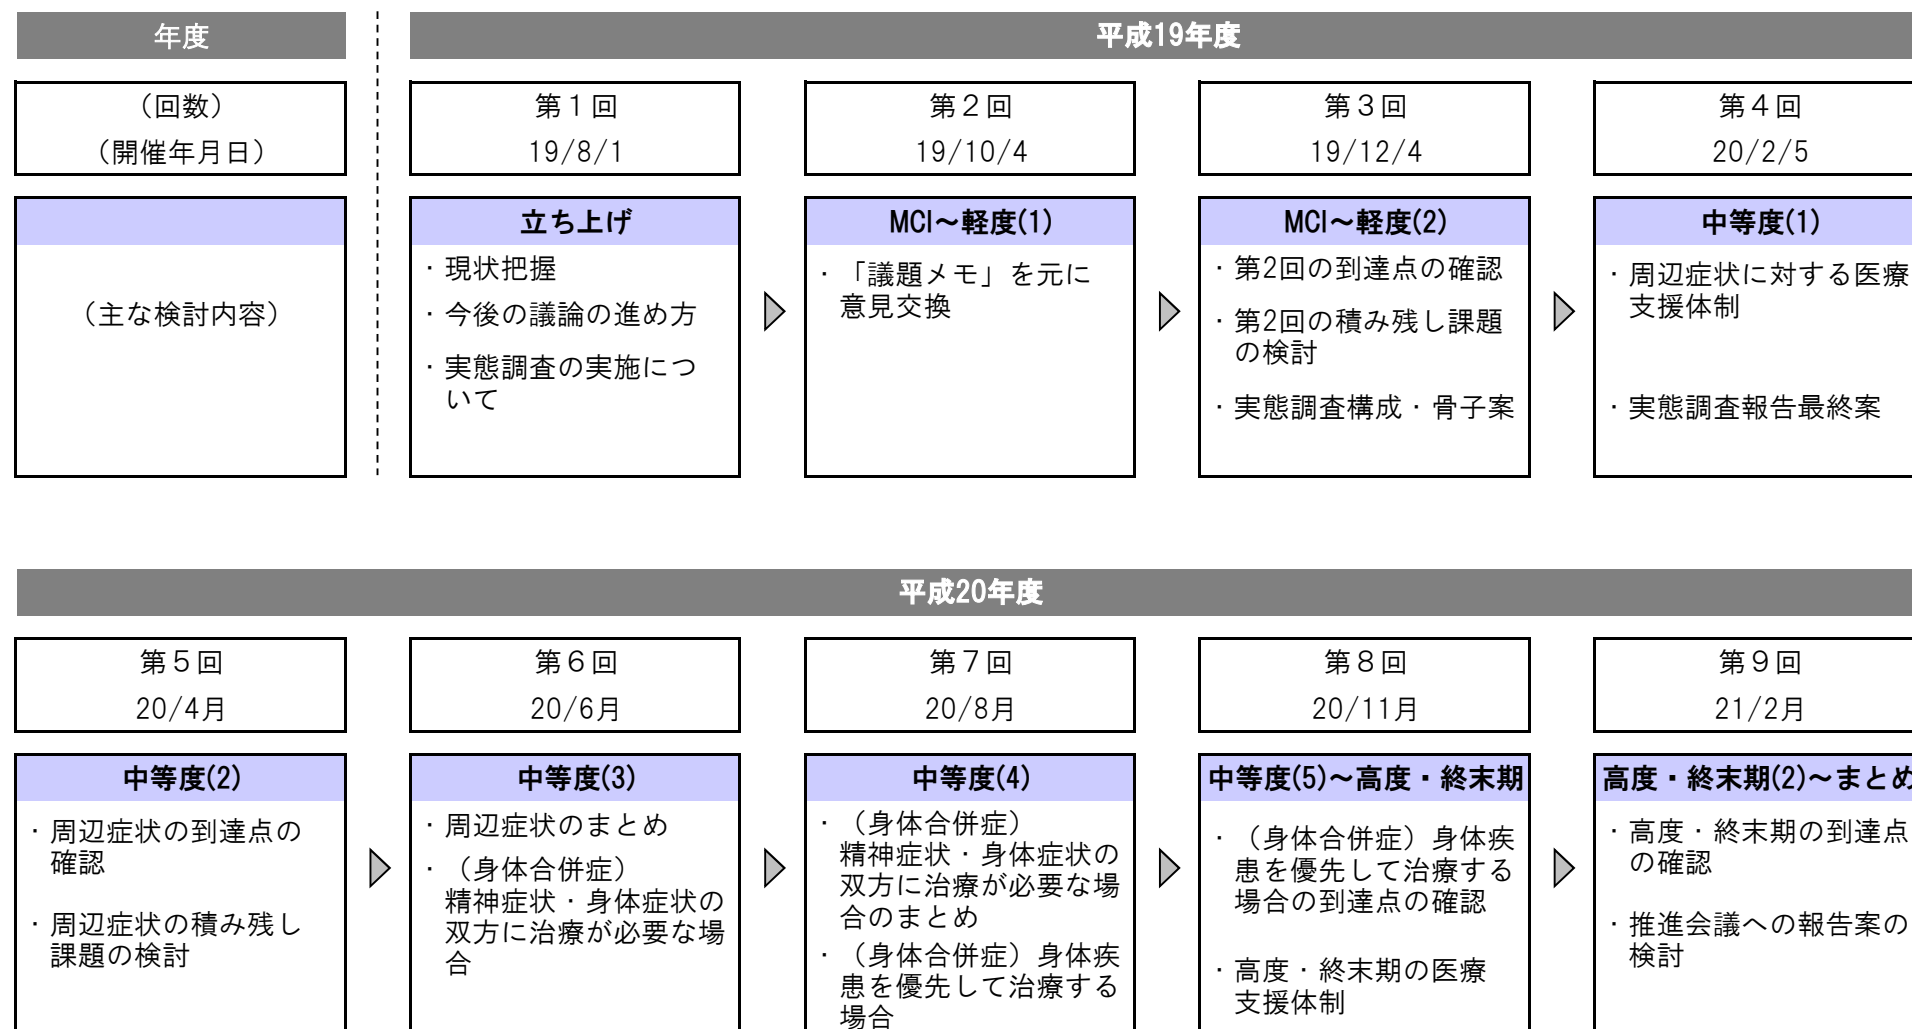 年度
平成19年度
（回数）
（開催年月日）
第１回
19/8/1
第２回
19/10/4
第３回
19/12/4
第４回
20/2/5
（主な検討内容）
立ち上げ
・現状把握
・今後の議論の進め方
・実態調査の実施につ
いて
MCI～軽度(1)
・「議題メモ」を元に
意見交換
MCI～軽度(2)
・第2回の到達点の確認
・第2回の積み残し課題
の検討
・実態調査構成・骨子案
中等度(1)
・周辺症状に対する医療
支援体制
・実態調査報告最終案
平成20年度
第５回
20/4月
第６回
20/6月
第７回
20/8月
第８回
20/11月
第９回
21/2月
中等度(2)
・周辺症状の到達点の
確認
・周辺症状の積み残し
課題の検討
中等度(3)
・周辺症状のまとめ
・（身体合併症）
精神症状・身体症状の
双方に治療が必要な場
合
中等度(4)
・（身体合併症）
精神症状・身体症状の
双方に治療が必要な場
合のまとめ
・（身体合併症）身体疾
患を優先して治療する
場合
中等度(5)～高度・終末期
・（身体合併症）身体疾
患を優先して治療する
場合の到達点の確認
・高度・終末期の医療
支援体制
高度・終末期(2)～まとめ
・高度・終末期の到達点
の確認
・推進会議への報告案の
検討